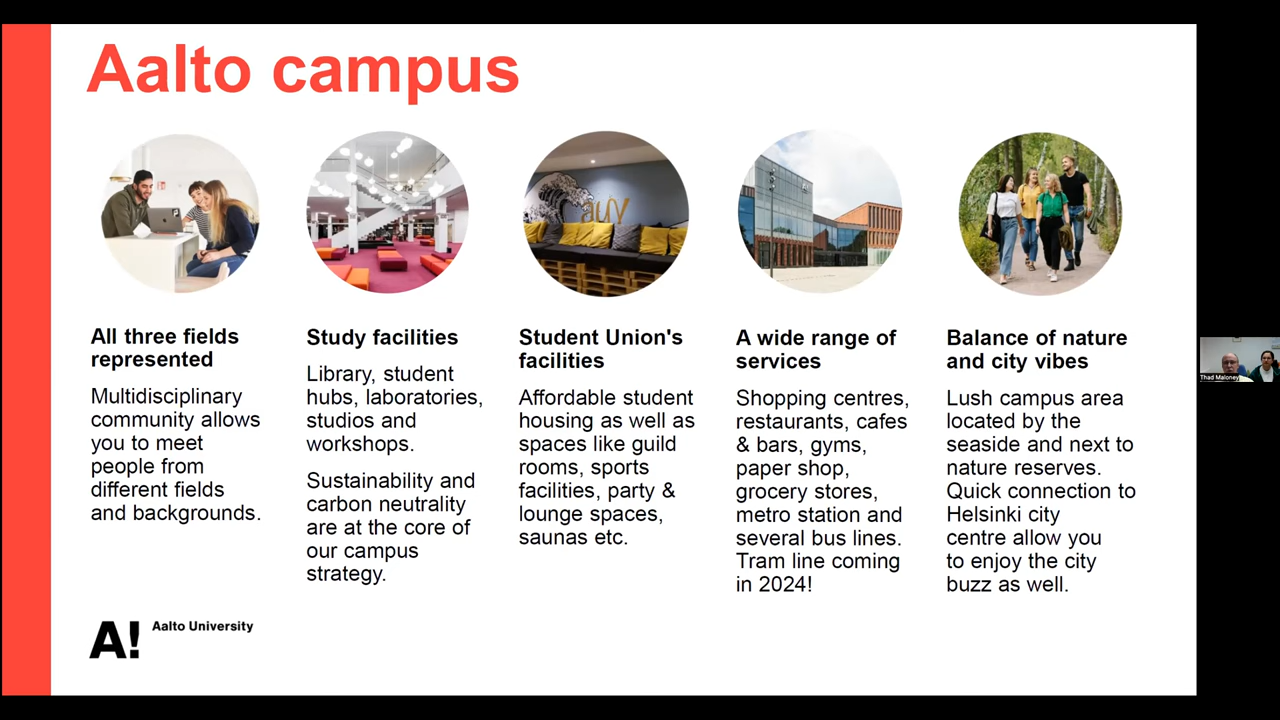 Aalto campus
auy
All three fields
represented
Multidisciplinary
community allows
you to meet
people from
different fields
and backgrounds.
Study facilities
Library, student
hubs, laboratories,
studios and
workshops.
Sustainability and
carbon neutrality
are at the core of
our campus
strategy.
Student Union's
facilities
Affordable student
housing as well as
spaces like guild
rooms, sports
facilities, party &
lounge spaces,
saunas etc.
A wide range of
services
Shopping centres,
restaurants, cafes
& bars, gyms,
paper shop,
grocery stores,
metro station and
several bus lines.
Tram line coming
in 2024!
Balance of nature
and city vibes
Lush campus area
located by the
seaside and next to
nature reserves.
Quick connection to
Helsinki city
centre allow you
to enjoy the city
buzz as well.
A! Aalto University
Thad Maloney